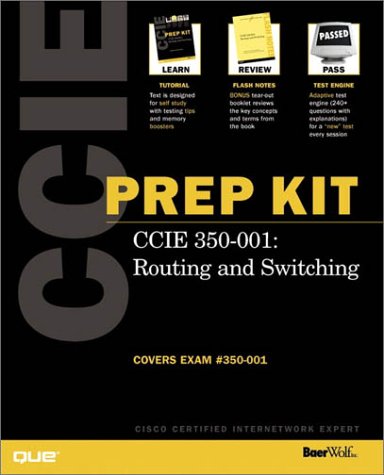 CCIE
PREP KIT
LEARN
REVIEW
PASSED
PASS
TUTORIAL
Text is designed
for self study
with testing tips
and memory
boosters
FLASH NOTES
BONUS tear-out
booklet reviews
the key concepts
and terms from
the book
TEST ENGINE
Adaptive test
engine (240+
questions with
explanations)
for a "new" test
every session
PREP KIT
CCIE 350-001:
Routing and Switching
COVERS EXAM #350-001
CISCO CERTIFIED INTERNETWORK EXPERT
QUE®
BaerWolf Inc.